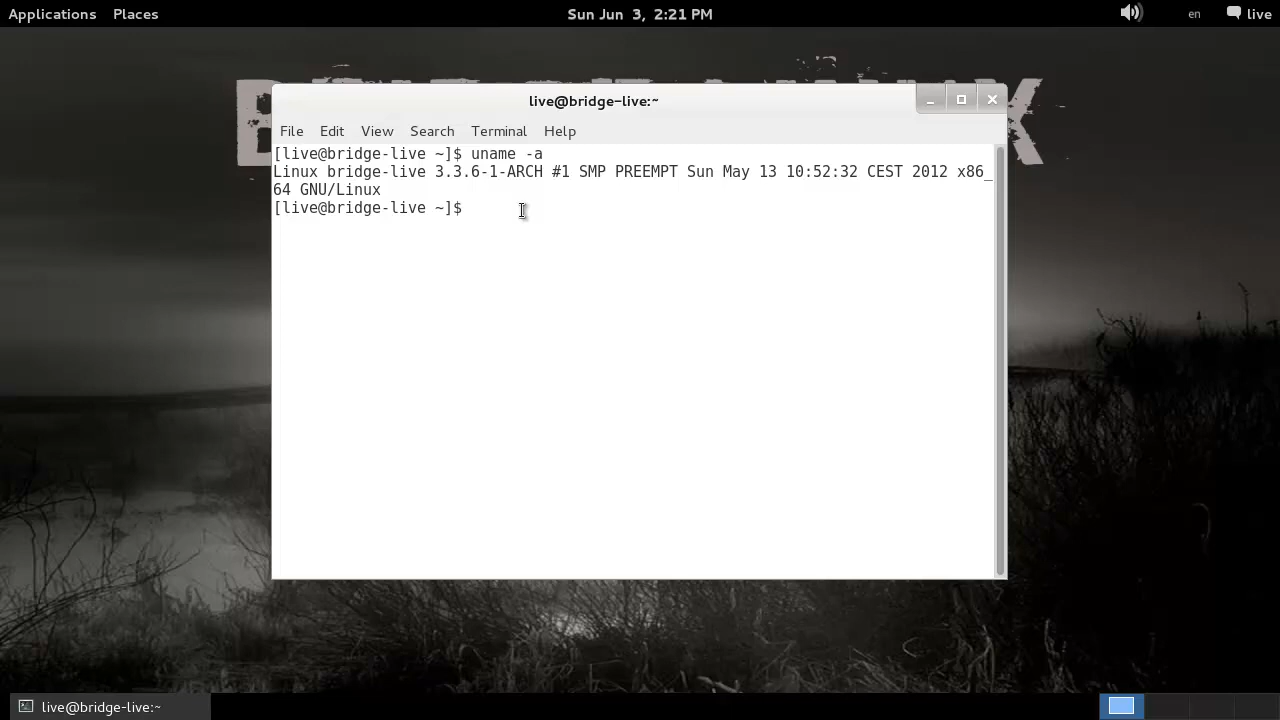 Applications Places Sun Jun 3, 2:21 PM en live
live@bridge-live:~
File Edit View Search Terminal Help
[live@bridge-live ~]$ uname -a
Linux bridge-live 3.3.6-1-ARCH #1 SMP PREEMPT Sun May 13 10:52:32 CEST 2012 x86_
64 GNU/Linux
[live@bridge-live ~]$
live@bridge-live:~